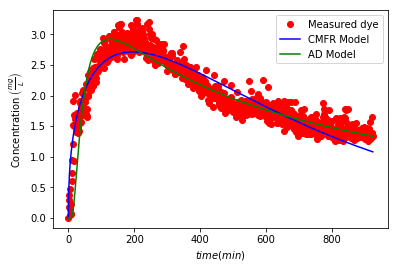 Measured dye
CMFR Model
AD Model
Concentration (mg/L)
3.0
2.5
2.0
1.5
1.0
0.5
0.0
0 200 400 600 800
time(min)